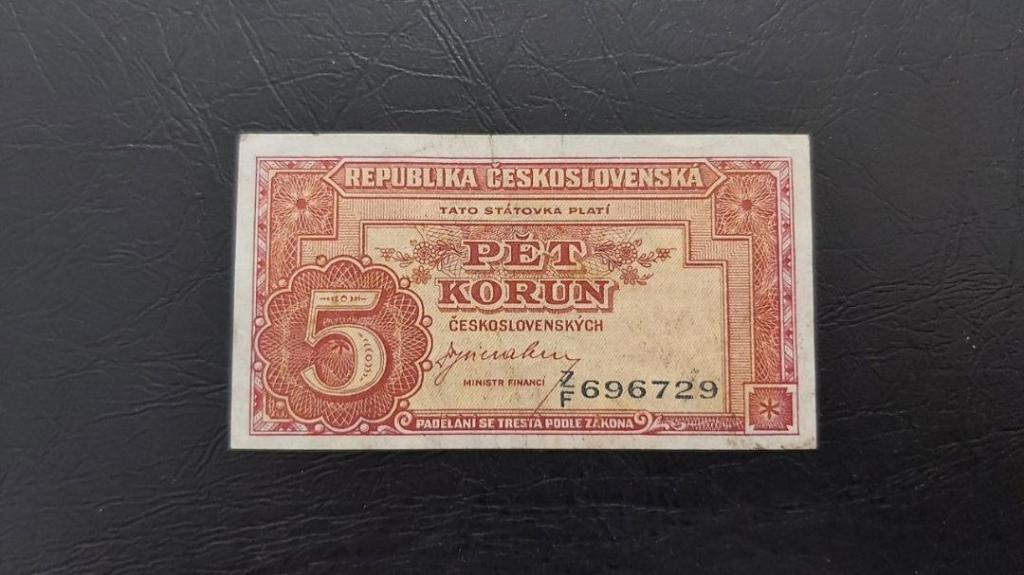 REPUBLIKA ČESKOSLOVENSKÁ
TATO STÁTOVKA PLATÍ
PĚT
KORUN
ČESKOSLOVENSKÝCH
5
MINISTR FINANCÍ
Z/F 696729
PADĚLÁNÍ SE TRESTÁ PODLE ZÁKONA